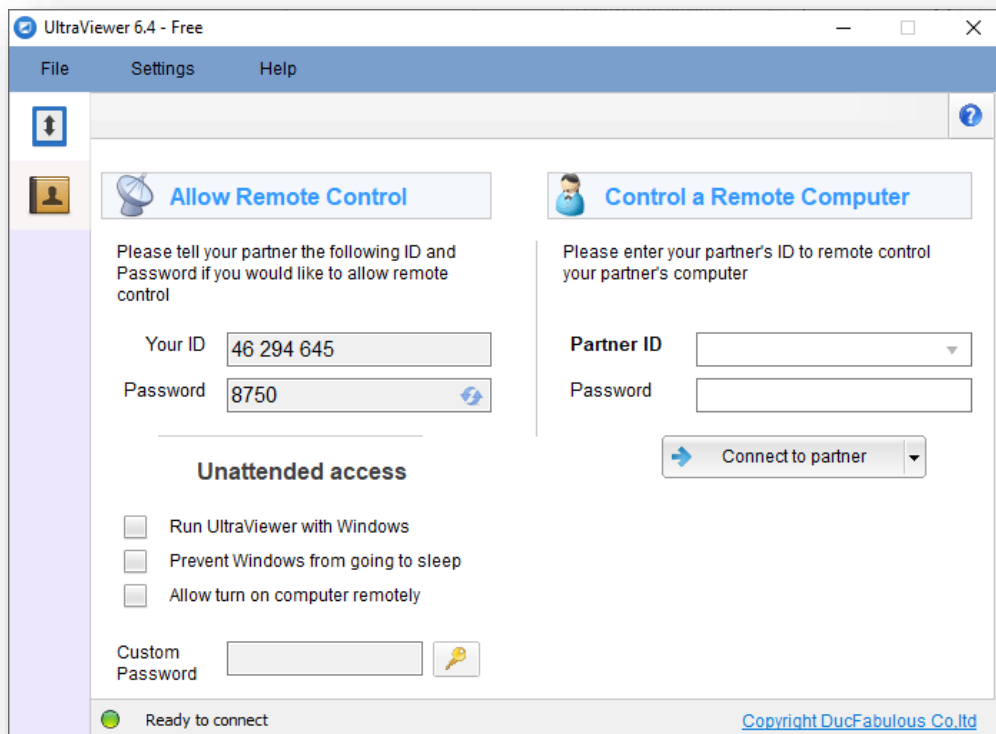 UltraViewer 6.4 - Free
File Settings Help
Allow Remote Control
Please tell your partner the following ID and
Password if you would like to allow remote
control
Your ID 46 294 645
Password 8750
Unattended access
Run UltraViewer with Windows
Prevent Windows from going to sleep
Allow turn on computer remotely
Custom
Password
Control a Remote Computer
Please enter your partner's ID to remote control
your partner's computer
Partner ID
Password
Connect to partner
Ready to connect
Copyright DucFabulous Co,ltd